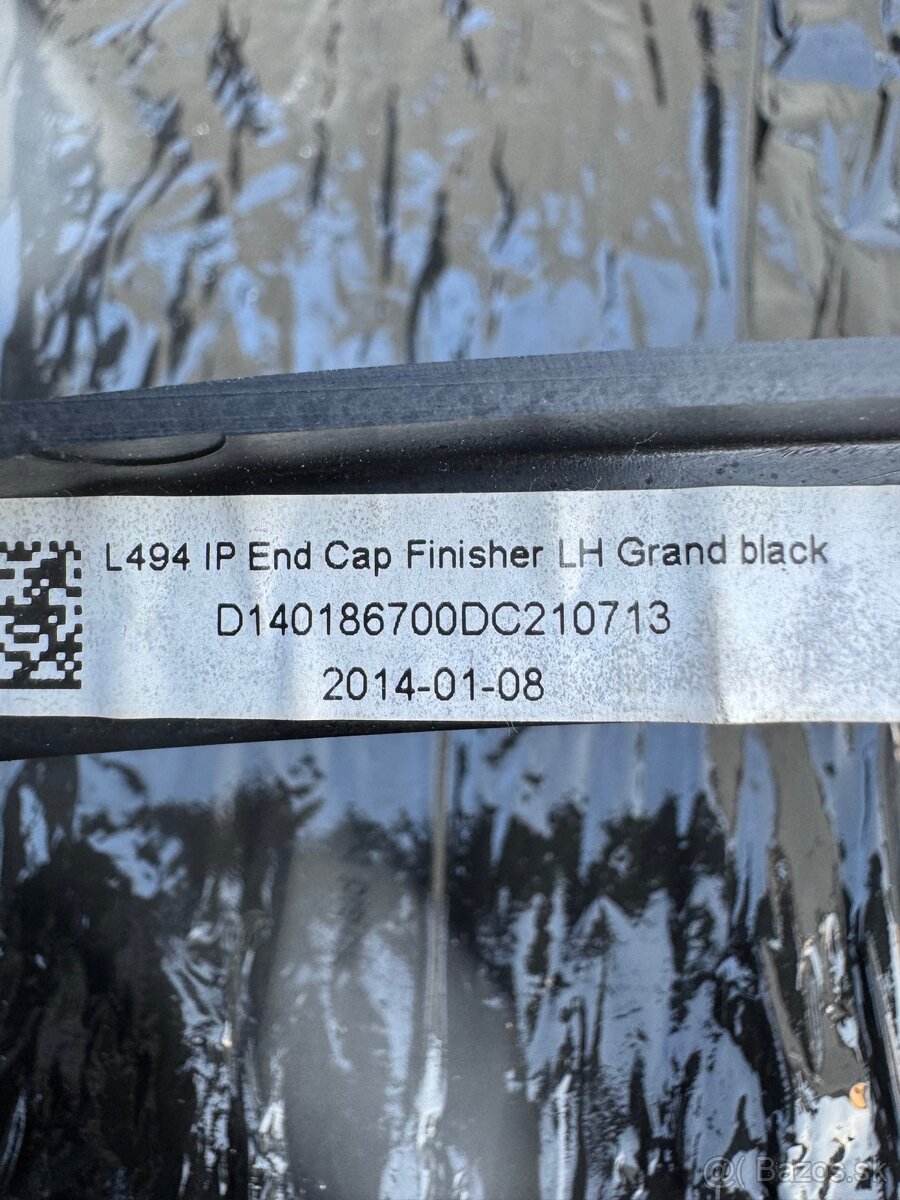 L494 IP End Cap Finisher LH Grand black
D140186700DC210713
2014-01-08
@( Bazos.sk